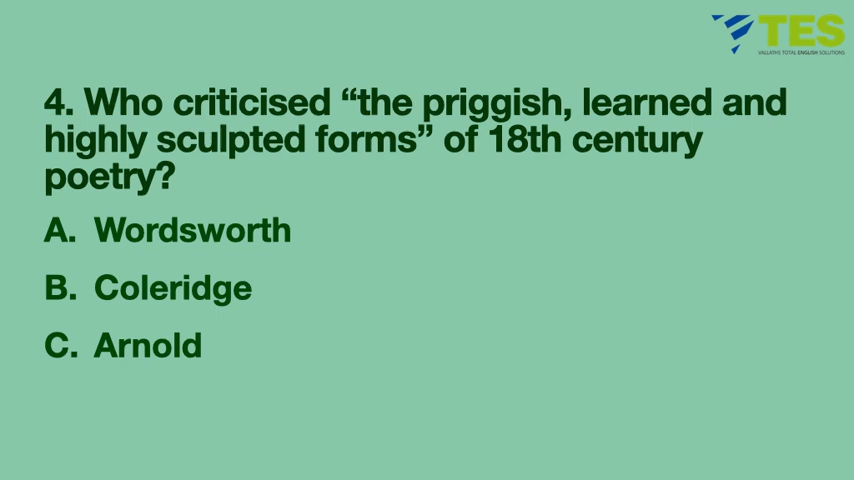 TES
VALLATHS TOTAL ENGLISH SOLUTIONS
4. Who criticised “the priggish, learned and
highly sculpted forms” of 18th century
poetry?
A. Wordsworth
B. Coleridge
C. Arnold